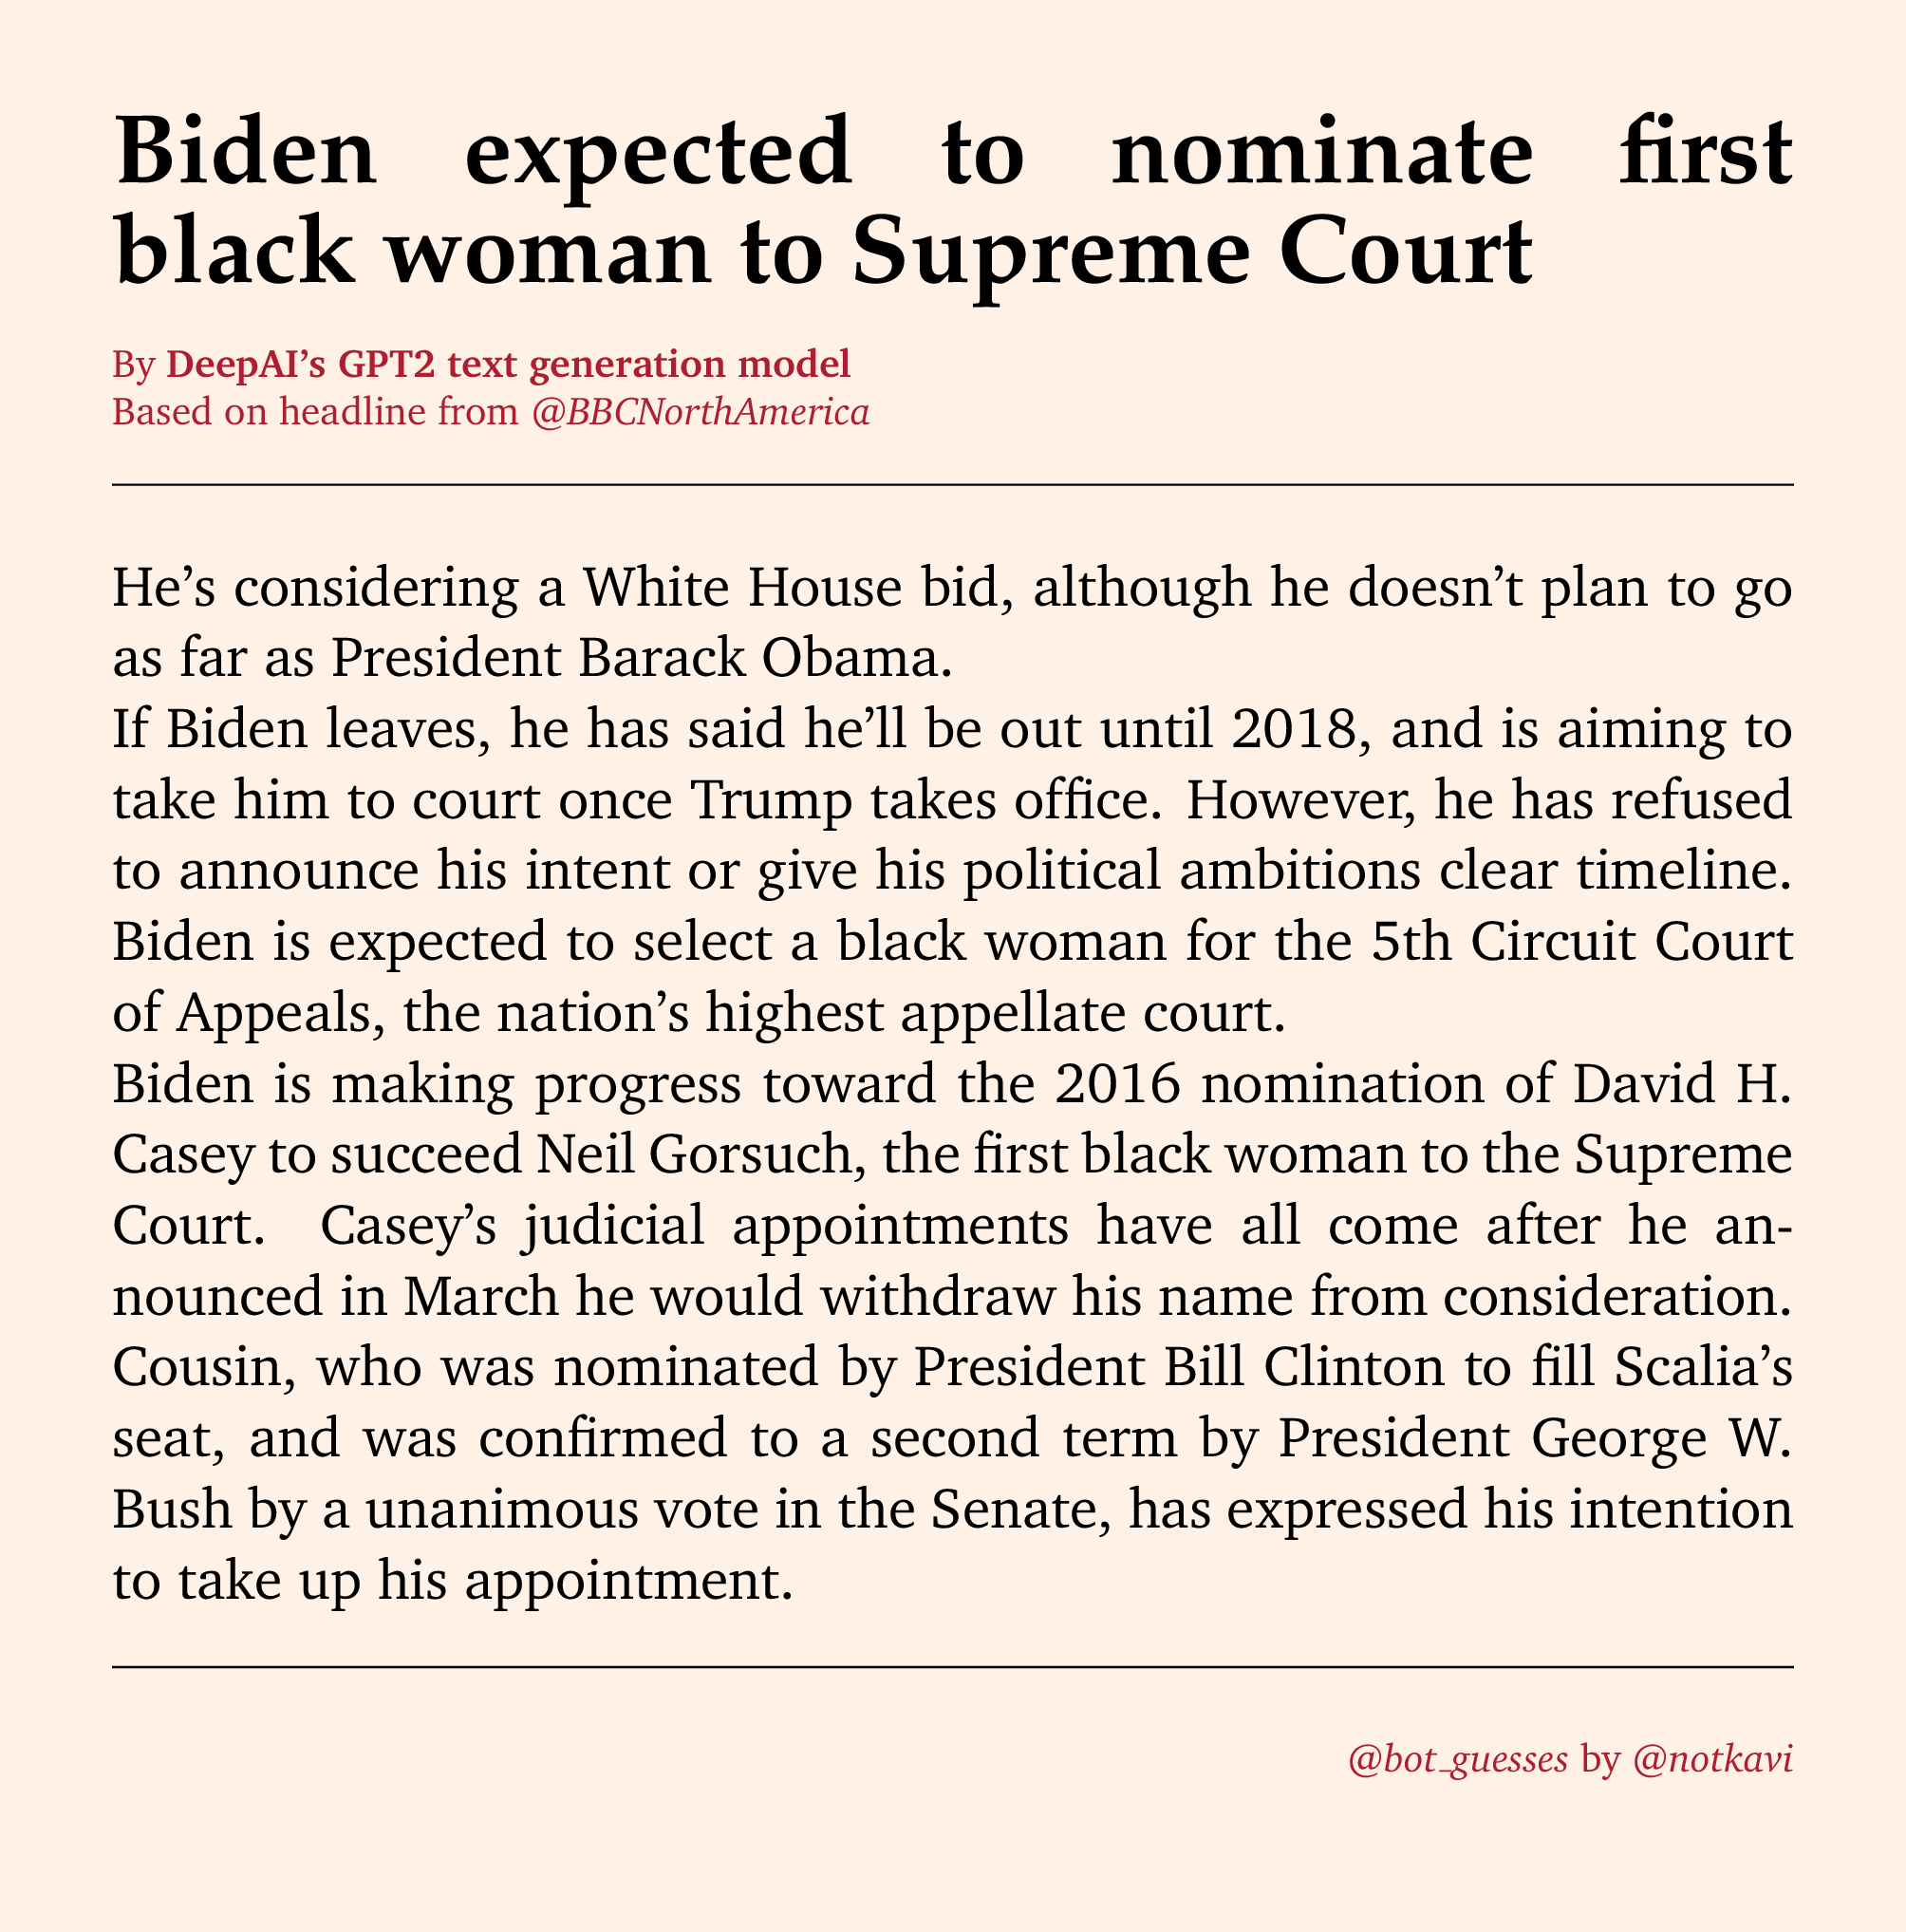 Biden expected to nominate first
black woman to Supreme Court
By DeepAI’s GPT2 text generation model
Based on headline from @BBCNorthAmerica
He’s considering a White House bid, although he doesn’t plan to go
as far as President Barack Obama.
If Biden leaves, he has said he’ll be out until 2018, and is aiming to
take him to court once Trump takes office. However, he has refused
to announce his intent or give his political ambitions clear timeline.
Biden is expected to select a black woman for the 5th Circuit Court
of Appeals, the nation’s highest appellate court.
Biden is making progress toward the 2016 nomination of David H.
Casey to succeed Neil Gorsuch, the first black woman to the Supreme
Court. Casey’s judicial appointments have all come after he an-
nounced in March he would withdraw his name from consideration.
Cousin, who was nominated by President Bill Clinton to fill Scalia’s
seat, and was confirmed to a second term by President George W.
Bush by a unanimous vote in the Senate, has expressed his intention
to take up his appointment.
@bot_guesses by @notkavi